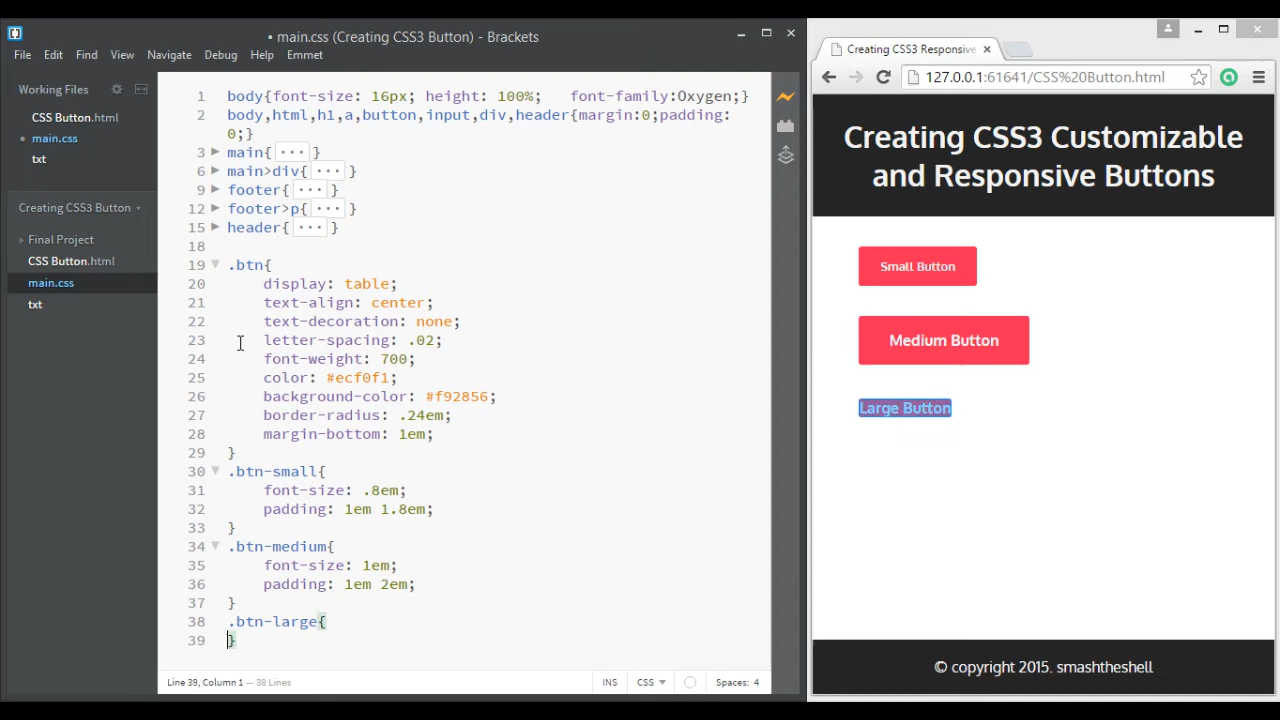 • main.css (Creating CSS3 Button) - Brackets
File Edit Find View Navigate Debug Help Emmet
Working Files
CSS Button.html
• main.css
txt
Creating CSS3 Button
Final Project
CSS Button.html
main.css
txt
1 body{font-size: 16px; height: 100%; font-family:Oxygen;}
2 body,html,h1,a,button,input,div,header{margin:0;padding:
0;}
3 main{ ··· }
6 main>div{ ··· }
9 footer{ ··· }
12 footer>p{ ··· }
15 header{ ··· }
18
19 .btn{
20 display: table;
21 text-align: center;
22 text-decoration: none;
23 letter-spacing: .02;
24 font-weight: 700;
25 color: #ecf0f1;
26 background-color: #f92856;
27 border-radius: .24em;
28 margin-bottom: 1em;
29 }
30 .btn-small{
31 font-size: .8em;
32 padding: 1em 1.8em;
33 }
34 .btn-medium{
35 font-size: 1em;
36 padding: 1em 2em;
37 }
38 .btn-large{
39 }
Line 39, Column 1 — 38 Lines
INS CSS Spaces: 4
Creating CSS3 Responsive
127.0.0.1:61641/CSS%20Button.html
Creating CSS3 Customizable
and Responsive Buttons
Small Button
Medium Button
Large Button
© copyright 2015. smashtheshell